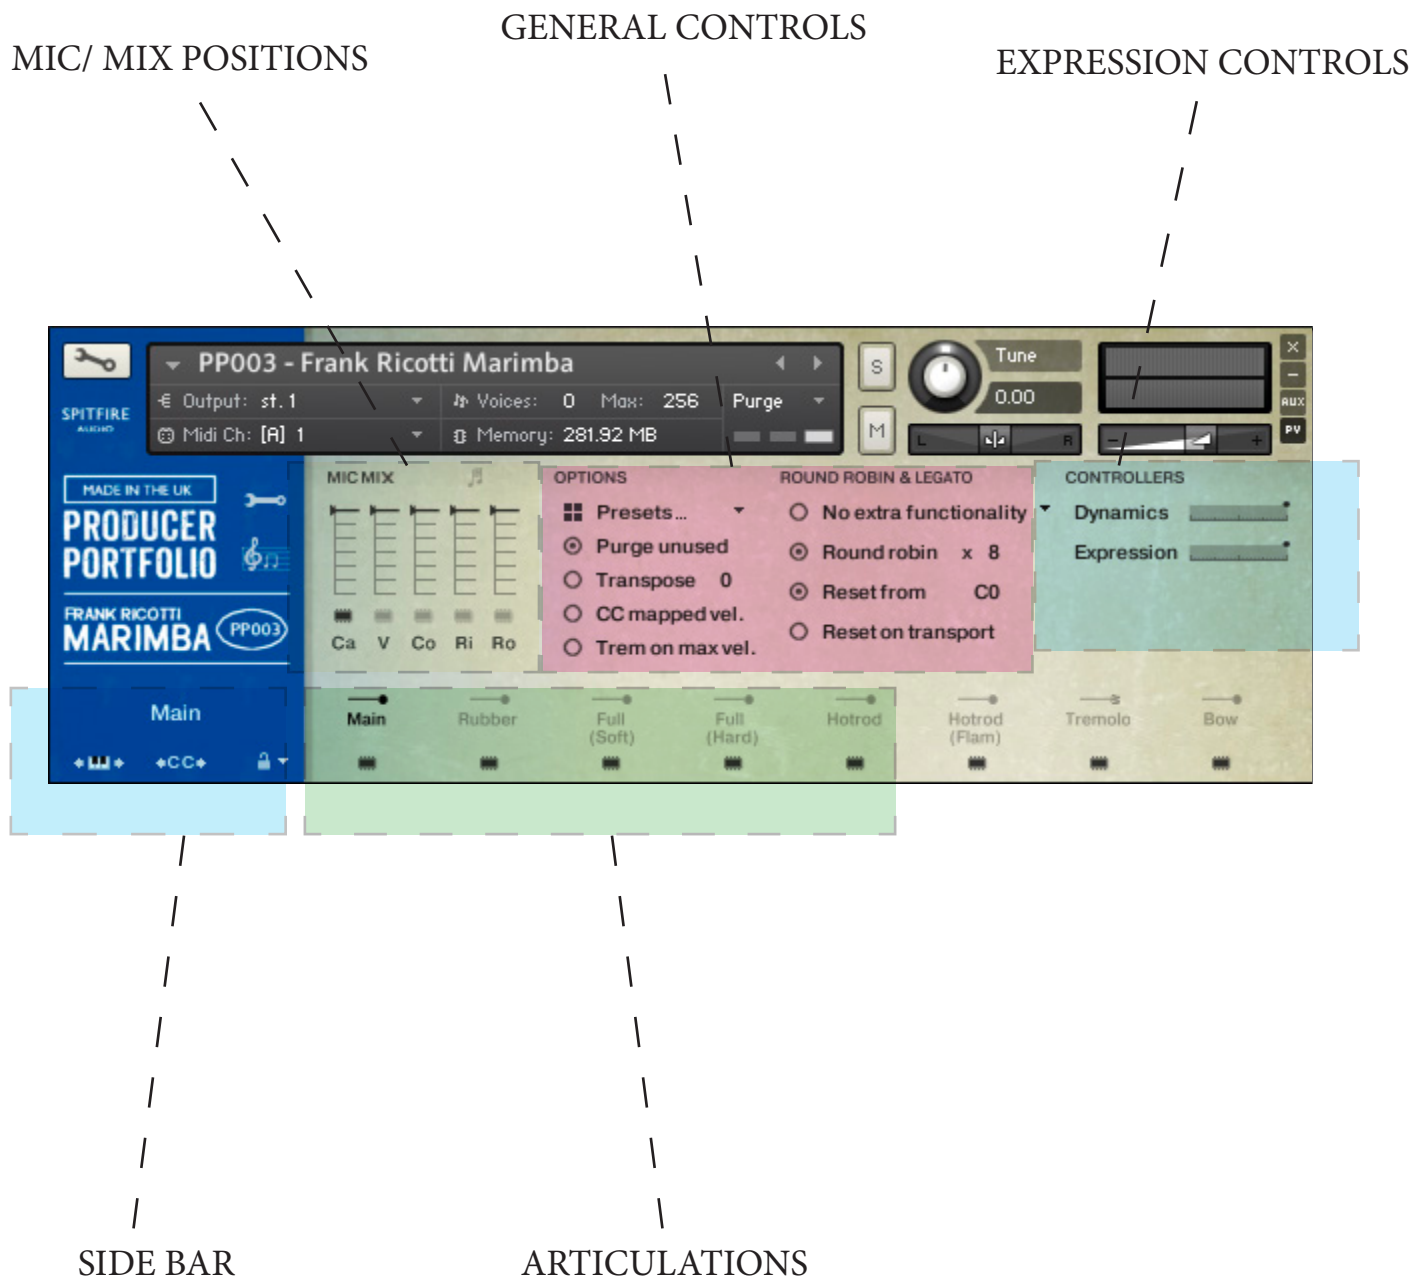 GENERAL CONTROLS
MIC/ MIX POSITIONS
EXPRESSION CONTROLS
SPITFIRE
AUDIO
PP003 - Frank Ricotti Marimba
Output: st. 1
Voices: 0 Max: 256
Purge
Midi Ch: [A] 1
Memory: 281.92 MB
S
M
Tune
0.00
L
R
-
+
X
-
AUX
PV
MADE IN THE UK
PRODUCER
PORTFOLIO
FRANK RICOTTI
MARIMBA
PP003
MIC MIX
Ca V Co Ri Ro
OPTIONS
Presets...
Purge unused
Transpose 0
CC mapped vel.
Trem on max vel.
ROUND ROBIN & LEGATO
No extra functionality
Round robin x 8
Reset from C0
Reset on transport
CONTROLLERS
Dynamics
Expression
Main
CC
Main
Rubber
Full
(Soft)
Full
(Hard)
Hotrod
Hotrod
(Flam)
Tremolo
Bow
SIDE BAR
ARTICULATIONS